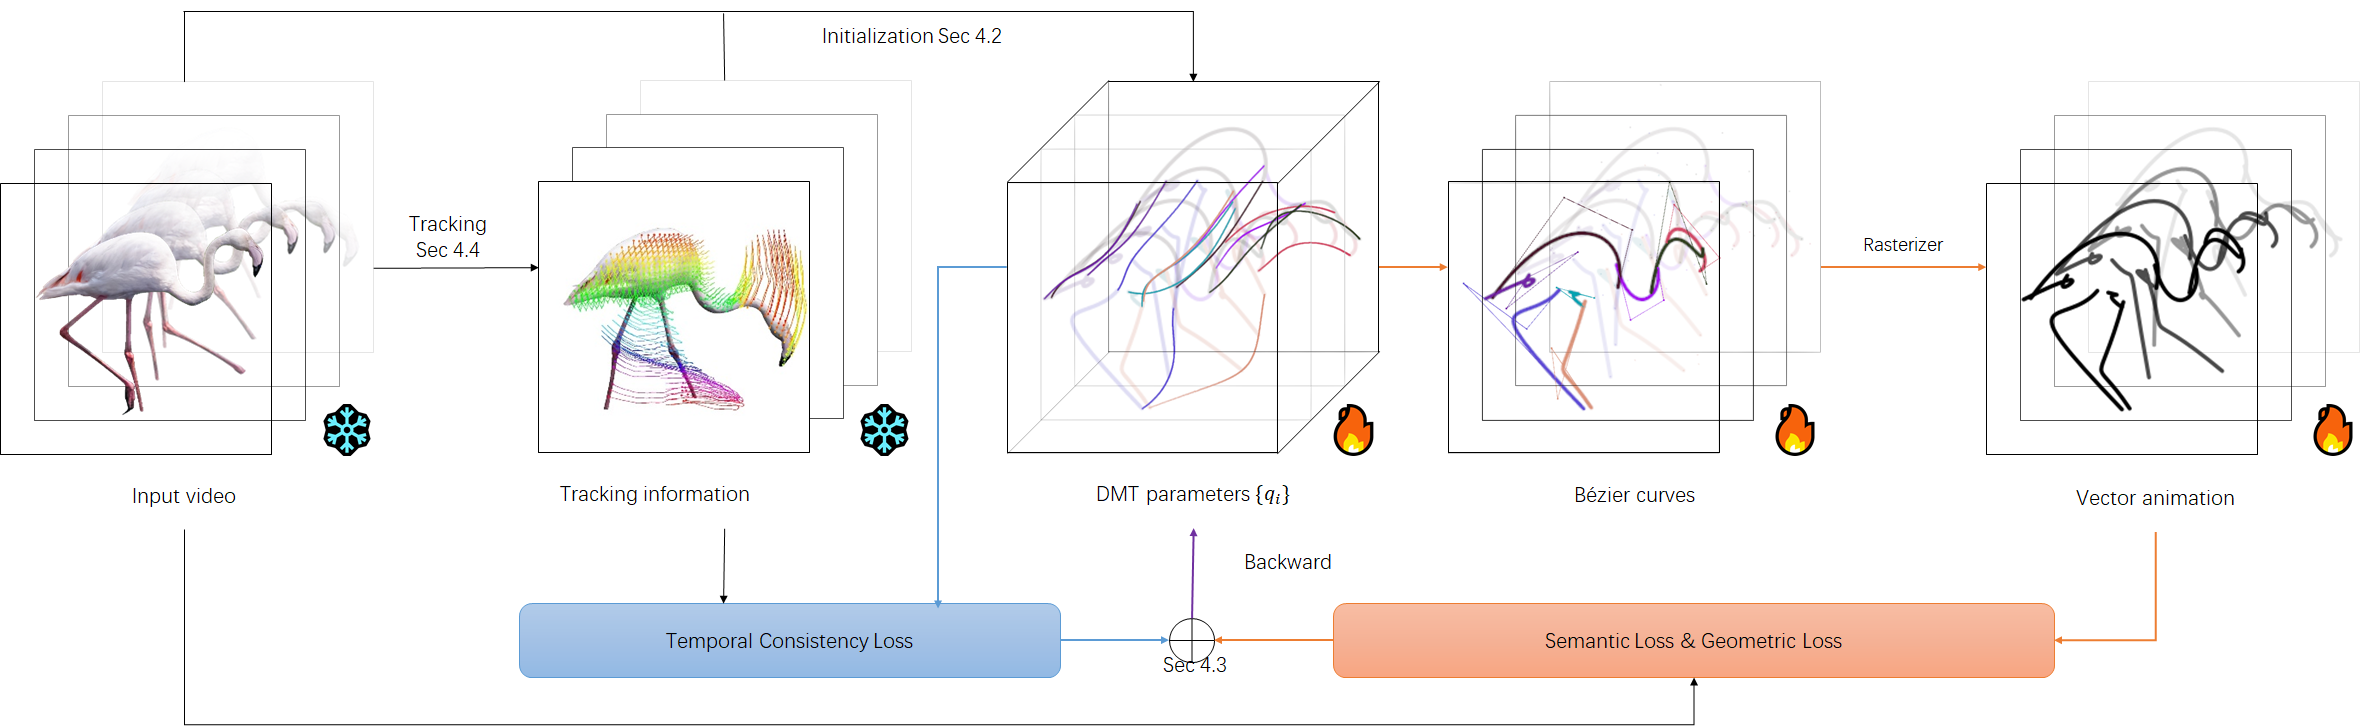 Initialization Sec 4.2
Tracking
Sec 4.4
Rasterizer
Input video
Tracking information
DMT parameters {𝑞ᵢ}
Bézier curves
Vector animation
Backward
Temporal Consistency Loss
Semantic Loss & Geometric Loss
Sec 4.3